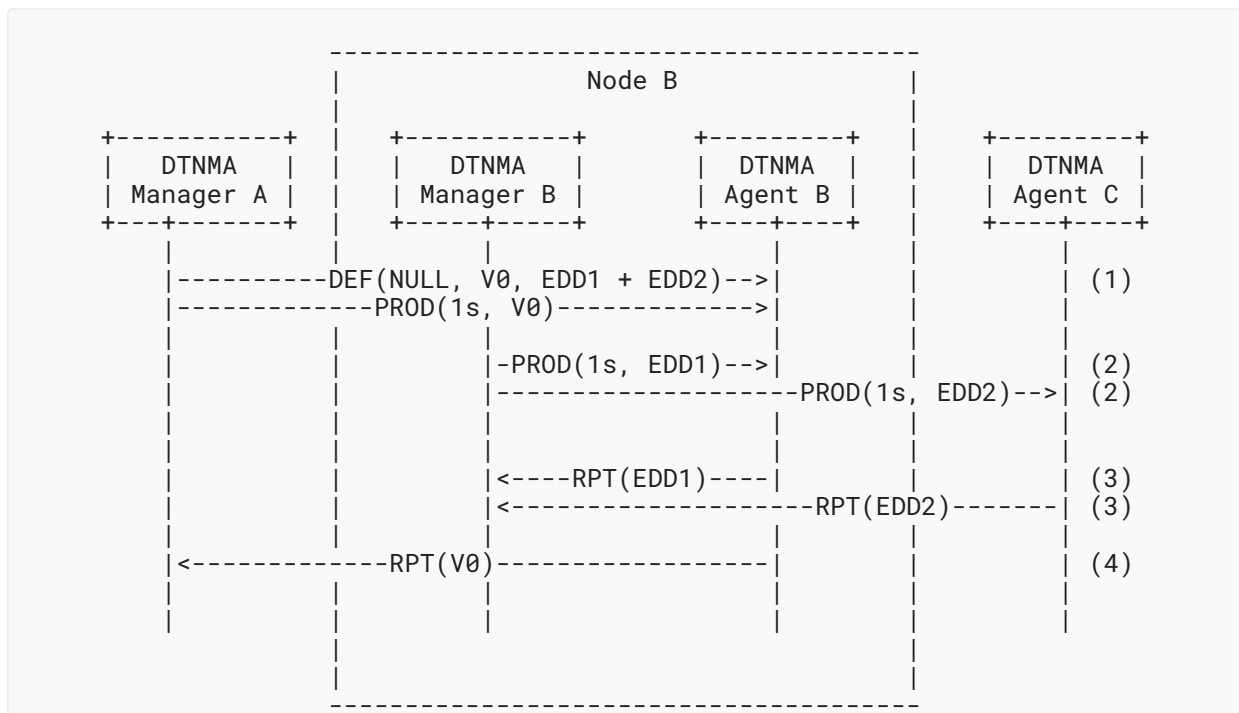 Node B
DTNMA DTNMA DTNMA DTNMA
Manager A Manager B Agent B Agent C
DEF(NULL, V0, EDD1 + EDD2) (1)
PROD(1s, V0)
PROD(1s, EDD1) (2)
PROD(1s, EDD2) (2)
RPT(EDD1) (3)
RPT(EDD2) (3)
RPT(V0) (4)